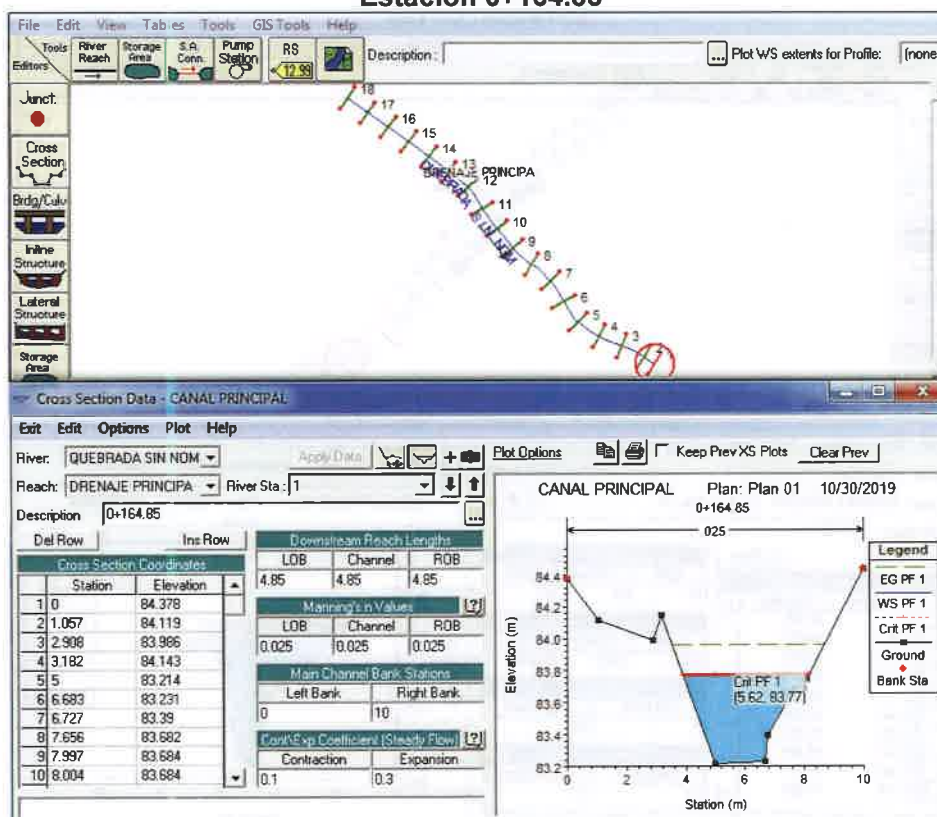 Estación 0+164.85
File Edit View Tab es Tools GIS Tools Help
Tools
Editors
River Reach
Storage Area
S.A. Conn.
Pump Station
RS
12.99
Description :
...
Plot WS extents for Profile: (none
Junct.
Cross Section
Brdg/Culv
Inline Structure
Lateral Structure
Storage Area
18
17
16
15
14
13
DRENAJE PRINCIPA
12
11
10
9
8
7
6
5
4
3
Cross Section Data - CANAL PRINCIPAL
Exit Edit Options Plot Help
River: QUEBRADA SIN NOM
Apply Data
Plot Options
Keep Prev XS Plots
Clear Prev
Reach: DRENAJE PRINCIPA
River Sta.: 1
Description 0+164.85
...
Del Row
Ins Row
Cross Section Coordinates
Station Elevation
1 0 84.378
2 1.057 84.119
3 2.908 83.986
4 3.182 84.143
5 5 83.214
6 6.683 83.231
7 6.727 83.39
8 7.656 83.682
9 7.997 83.684
10 8.004 83.684
Downstream Reach Lengths
LOB Channel ROB
4.85 4.85 4.85
Manning's n Values [?]
LOB Channel ROB
0.025 0.025 0.025
Main Channel Bank Stations
Left Bank Right Bank
0 10
Cont\Exp Coefficient (Steady Flow) [?]
Contraction Expansion
0.1 0.3
CANAL PRINCIPAL Plan: Plan 01 10/30/2019
0+164 85
025
Elevation (m)
84.4
84.2
84.0
83.8
83.6
83.4
83.2
0 2 4 6 8 10
Station (m)
Crit PF 1
(5.62, 83.77)
Legend
EG PF 1
WS PF 1
Crit PF 1
Ground
Bank Sta